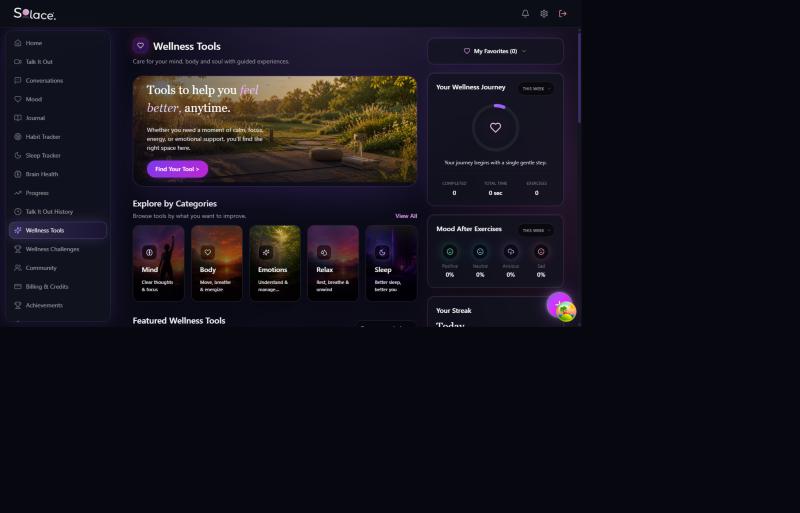 Solace.
Home
Talk It Out
Conversations
Mood
Journal
Habit Tracker
Sleep Tracker
Brain Health
Progress
Talk It Out History
Wellness Tools
Wellness Challenges
Community
Billing & Credits
Achievements
Wellness Tools
Care for your mind, body and soul with guided experiences.
Tools to help you feel
better, anytime.
Whether you need a moment of calm, focus,
energy, or emotional support, you'll find the
right space here.
Find Your Tool >
Explore by Categories
Browse tools by what you want to improve.
View All
Mind
Clear thoughts
& focus
Body
Move, breathe
& energize
Emotions
Understand &
manage...
Relax
Rest, breathe &
unwind
Sleep
Better sleep,
better you
Featured Wellness Tools
My Favorites (0)
Your Wellness Journey
THIS WEEK
Your journey begins with a single gentle step.
COMPLETED
0
TOTAL TIME
0 sec
EXERCISES
0
Mood After Exercises
THIS WEEK
Positive
0%
Neutral
0%
Anxious
0%
Sad
0%
Your Streak
Today